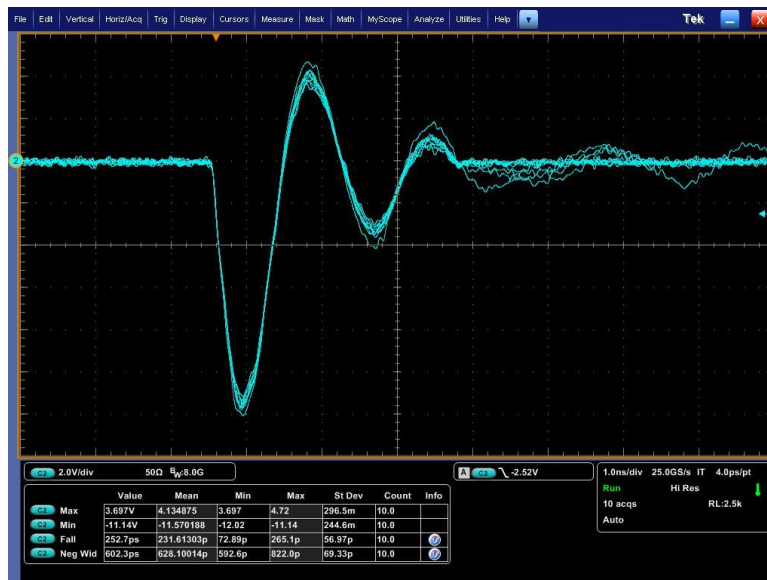 File Edit Vertical Horiz/Acq Trig Display Cursors Measure Mask Math MyScope Analyze Utilities Help Tek X
2
C2 2.0V/div 50Ω BW:8.0G
A C2 -2.52V
1.0ns/div 25.0GS/s IT 4.0ps/pt
Run Hi Res
10 acqs RL:2.5k
Auto
Value Mean Min Max St Dev Count Info
C2 Max 3.697V 4.134875 3.697 4.72 296.5m 10.0
C2 Min -11.14V -11.570188 -12.02 -11.14 244.6m 10.0
C2 Fall 252.7ps 231.61303p 72.89p 265.1p 56.97p 10.0
C2 Neg Wid 602.3ps 628.10014p 592.6p 822.0p 69.33p 10.0